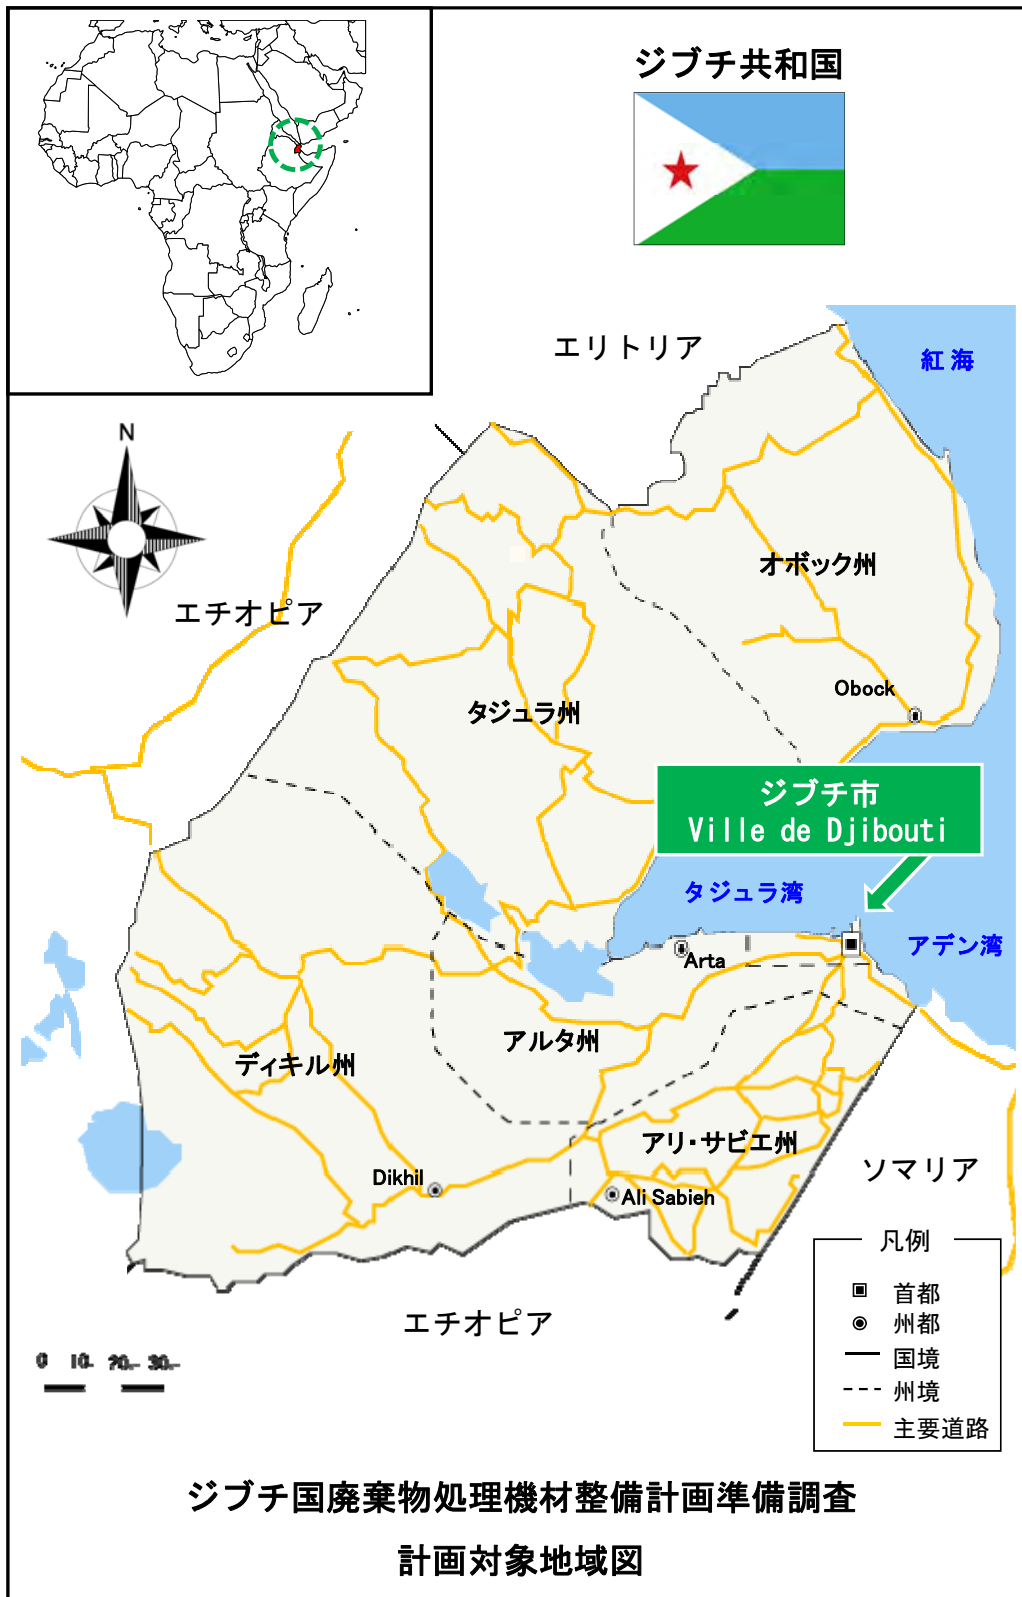 ジブチ共和国
エリトリア
紅海
N
エチオピア
オボック州
Obock
タジュラ州
ジブチ市
Ville de Djibouti
タジュラ湾
アデン湾
Arta
アルタ州
ディキル州
アリ・サビエ州
ソマリア
Dikhil
Ali Sabieh
エチオピア
凡例
首都
州都
国境
州境
主要道路
0 10 20 30
ジブチ国廃棄物処理機材整備計画準備調査
計画対象地域図